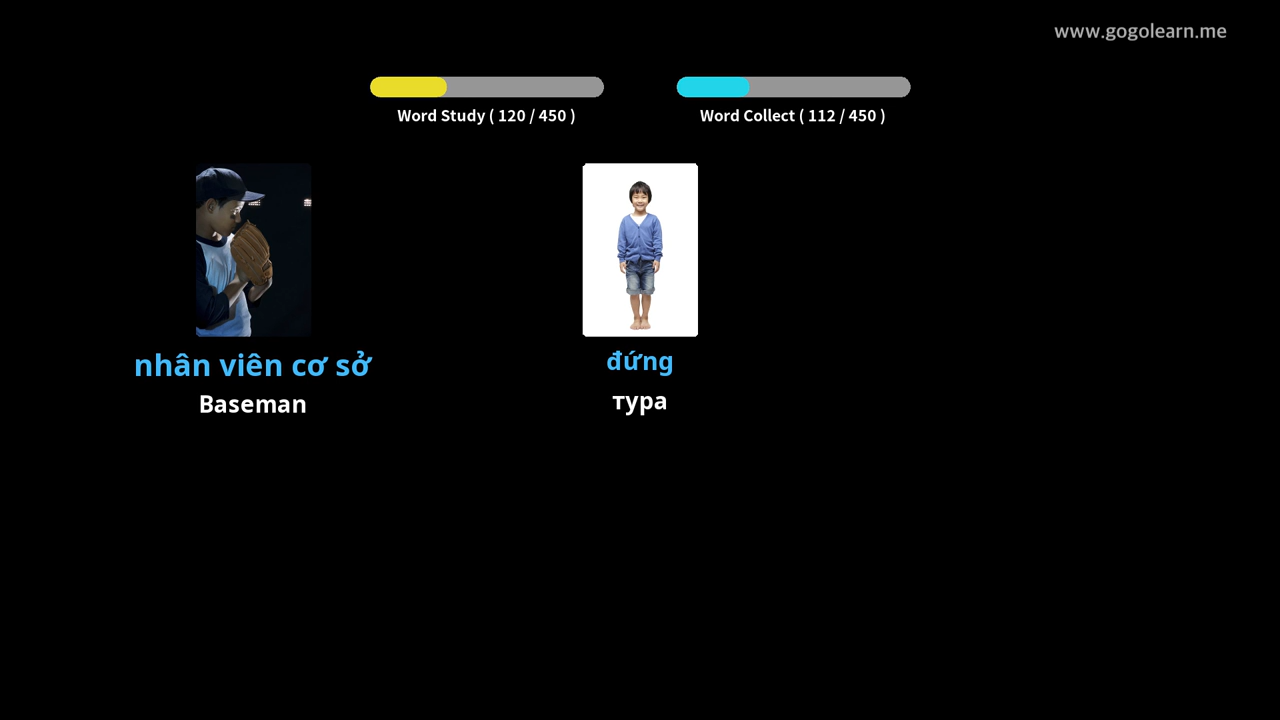 www.gogolearn.me
Word Study ( 120 / 450 )
Word Collect ( 112 / 450 )
nhân viên cơ sở
Baseman
đứng
тура